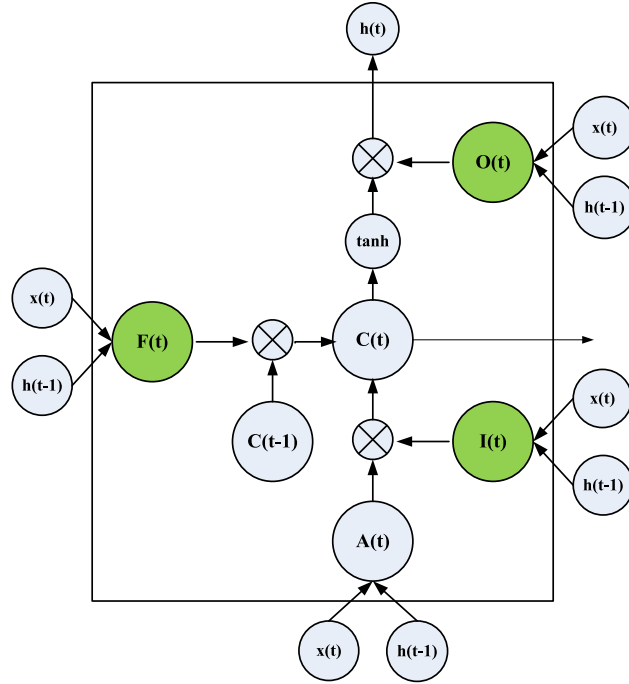 h(t)
x(t)
O(t)
h(t-1)
tanh
x(t)
F(t)
C(t)
h(t-1)
x(t)
C(t-1)
I(t)
h(t-1)
A(t)
x(t)
h(t-1)